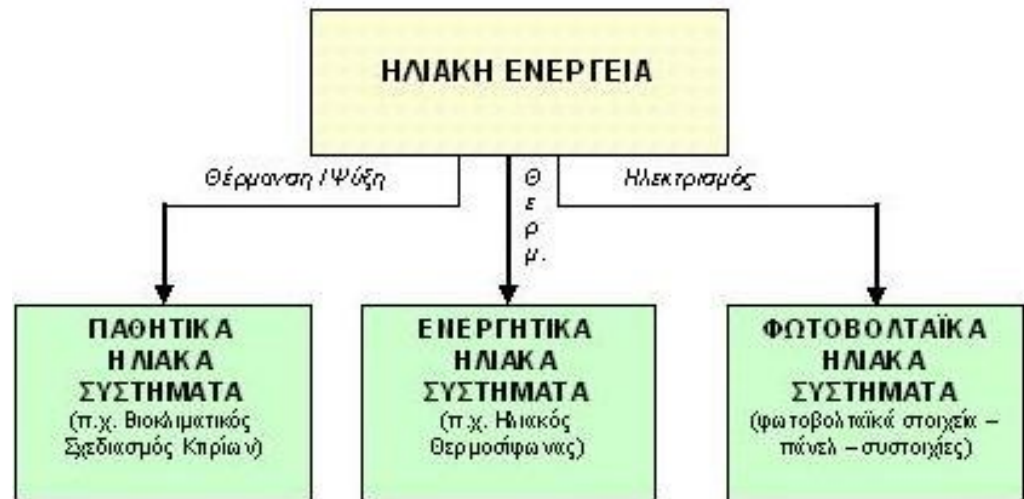 ΗΛΙΑΚΗ ΕΝΕΡΓΕΙΑ
Θέρμανση / Ψύξη
Θερμ.
Ηλεκτρισμός
ΠΑΘΗΤΙΚΑ
ΗΛΙΑΚΑ
ΣΥΣΤΗΜΑΤΑ
(π.χ. Βιοκλιματικός
Σχεδιασμός Κτιρίων)
ΕΝΕΡΓΗΤΙΚΑ
ΗΛΙΑΚΑ
ΣΥΣΤΗΜΑΤΑ
(π.χ. Ηλιακός
Θερμοσίφωνας)
ΦΩΤΟΒΟΛΤΑΪΚΑ
ΗΛΙΑΚΑ
ΣΥΣΤΗΜΑΤΑ
(φωτοβολταϊκά στοιχεία –
πάνελ – συστοιχίες)